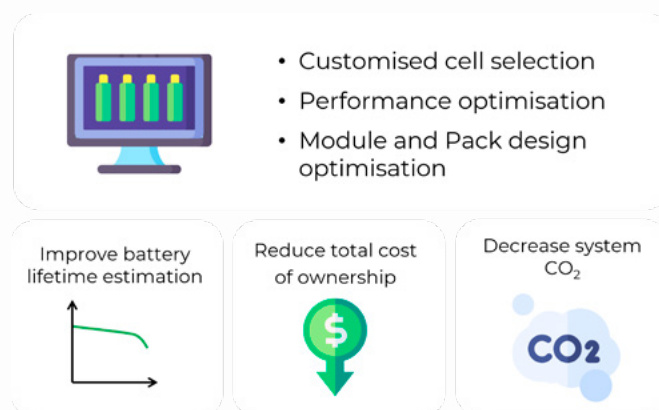 • Customised cell selection
• Performance optimisation
• Module and Pack design
optimisation
Improve battery
lifetime estimation
Reduce total cost
of ownership
$
Decrease system
CO₂
CO2